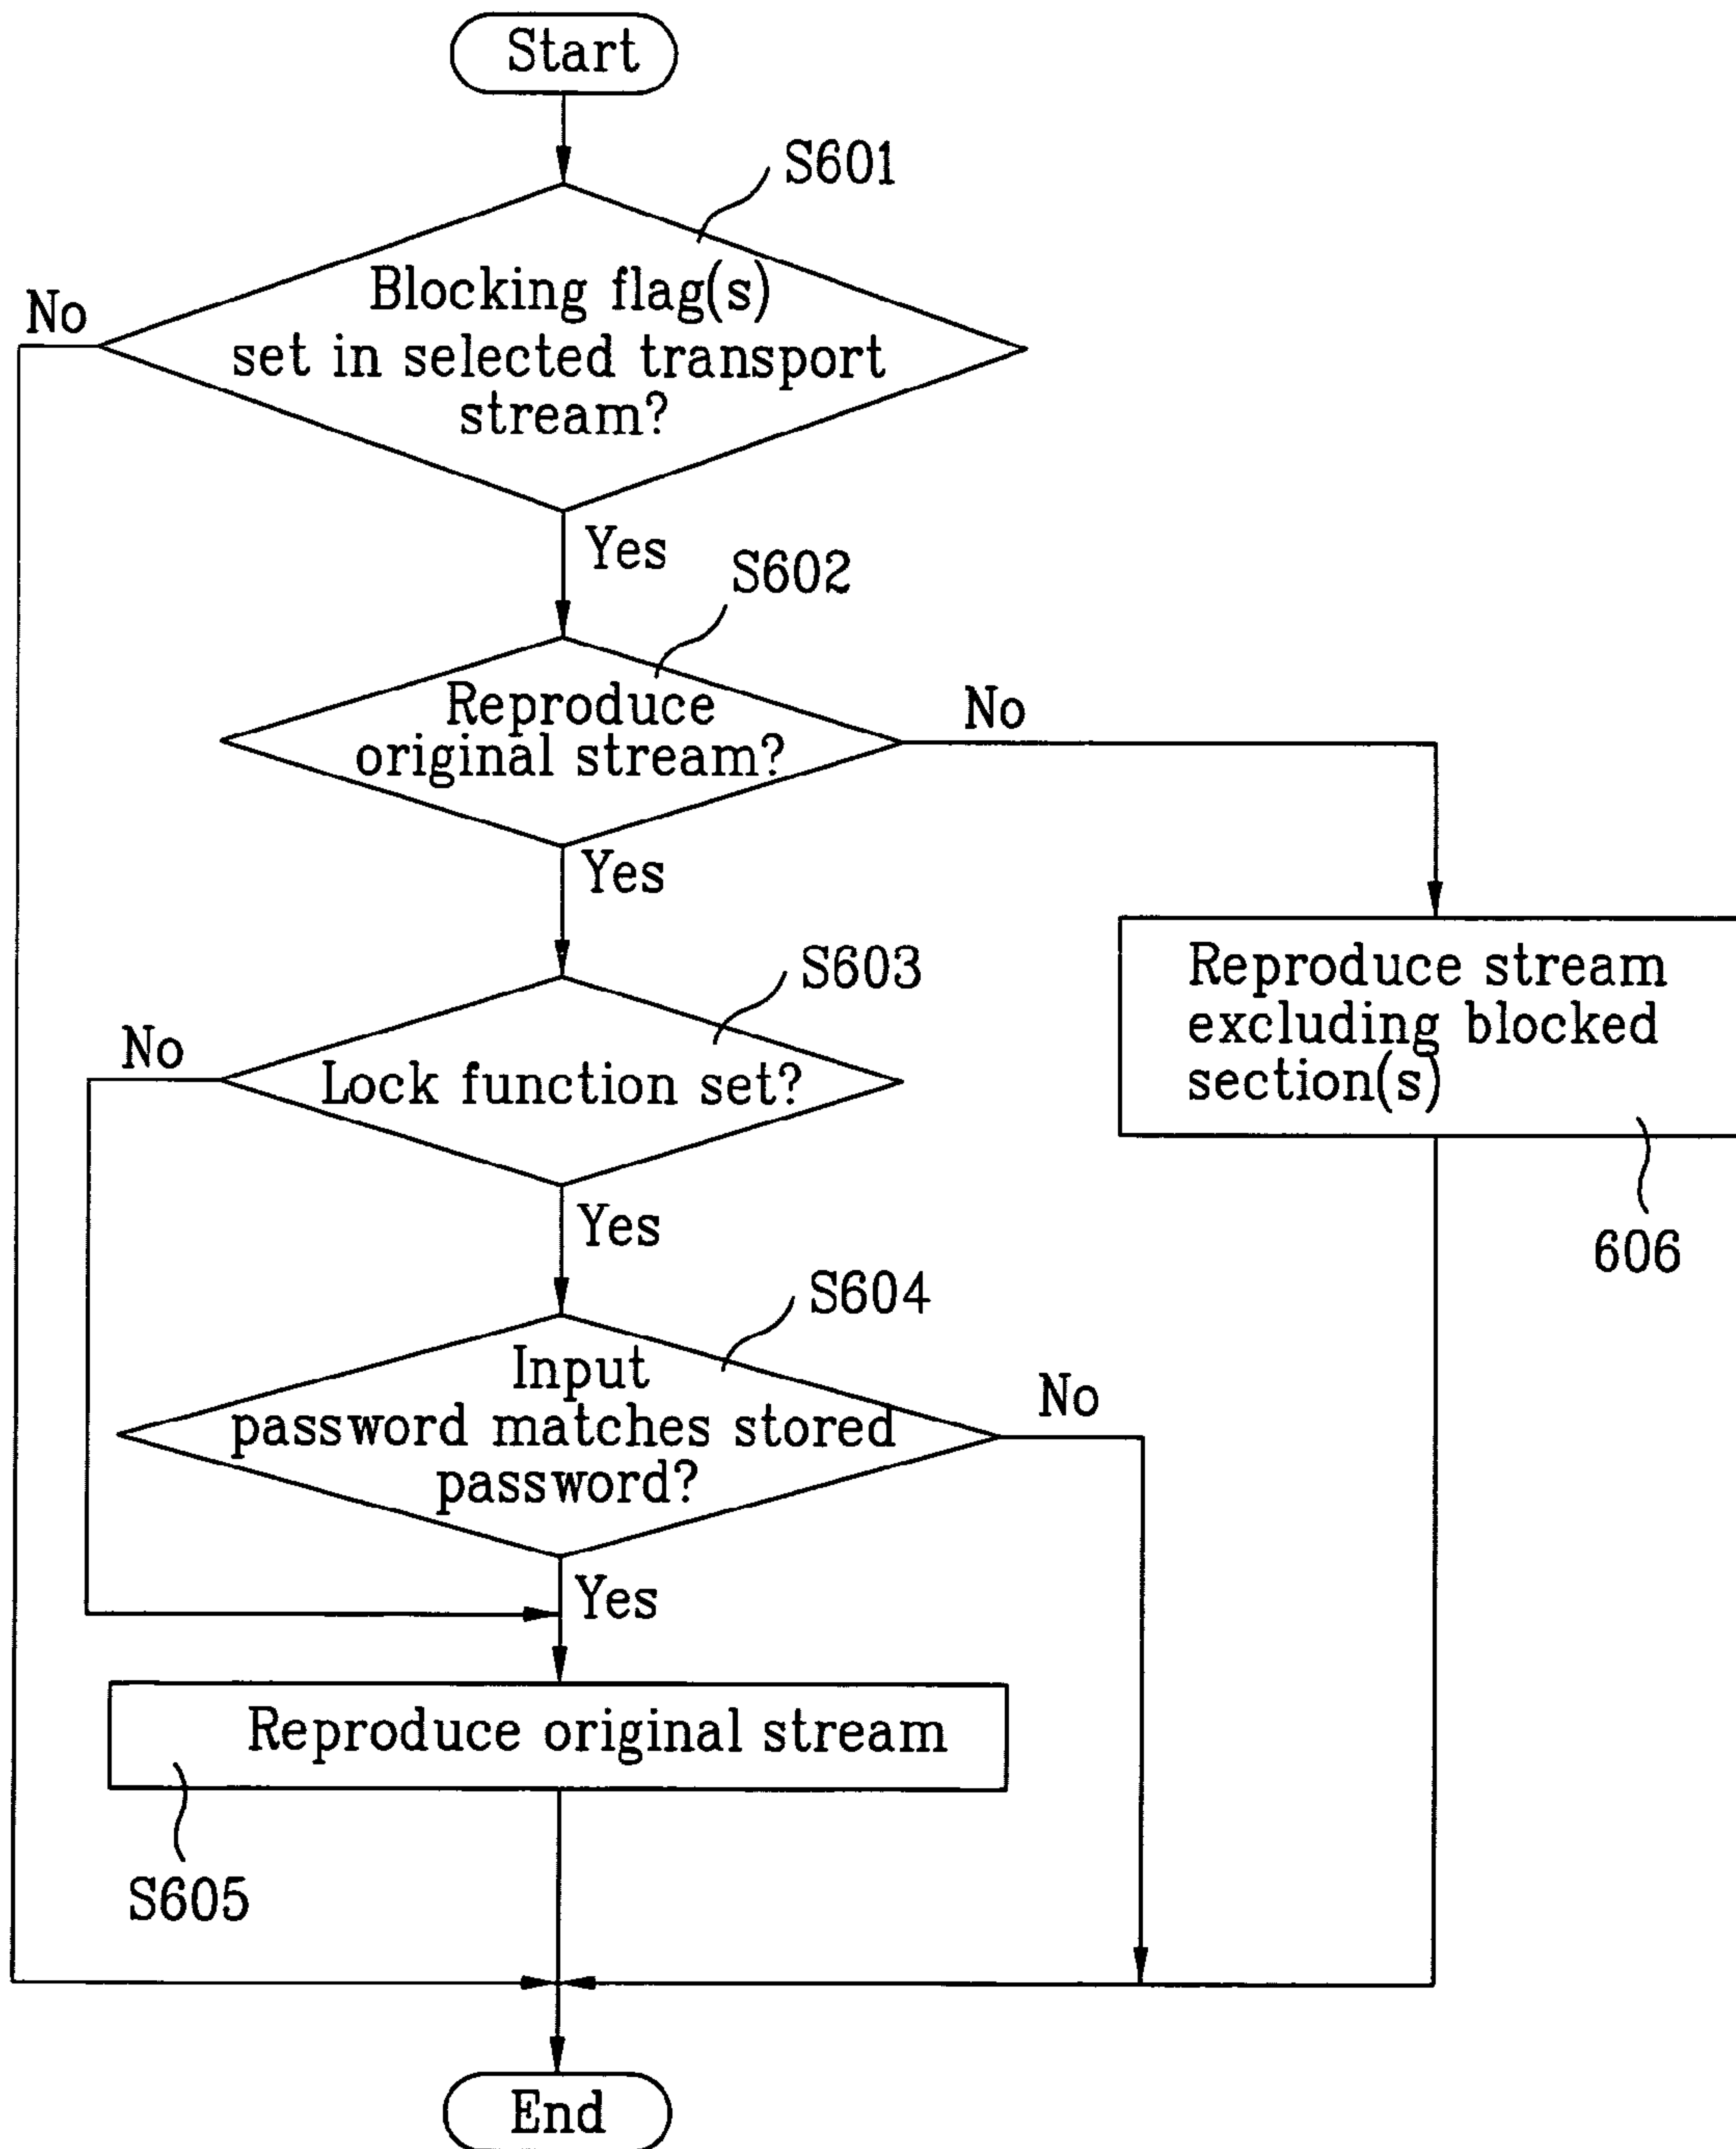 Start
S601
Blocking flag(s)
set in selected transport
stream?
No
Yes
S602
Reproduce
original stream?
No
Yes
S603
Lock function set?
No
Reproduce stream
excluding blocked
section(s)
606
Yes
S604
Input
password matches stored
password?
No
Yes
Reproduce original stream
S605
End